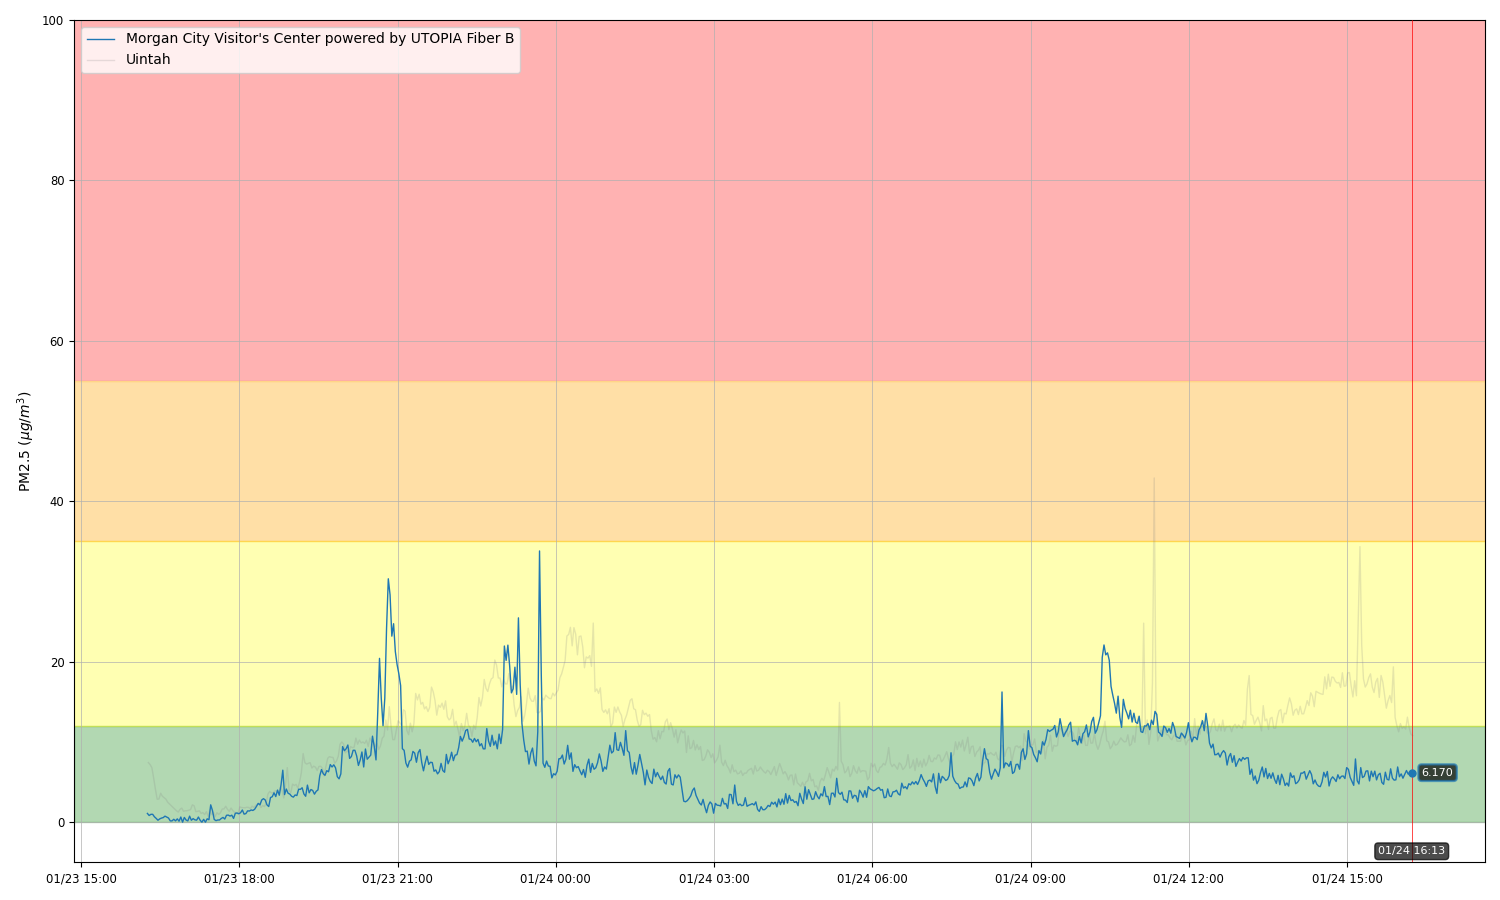 100
Morgan City Visitor's Center powered by UTOPIA Fiber B
Uintah
80
60
40
20
0
PM2.5 (μg/m³)
6.170
01/24 16:13
01/23 15:00 01/23 18:00 01/23 21:00 01/24 00:00 01/24 03:00 01/24 06:00 01/24 09:00 01/24 12:00 01/24 15:00